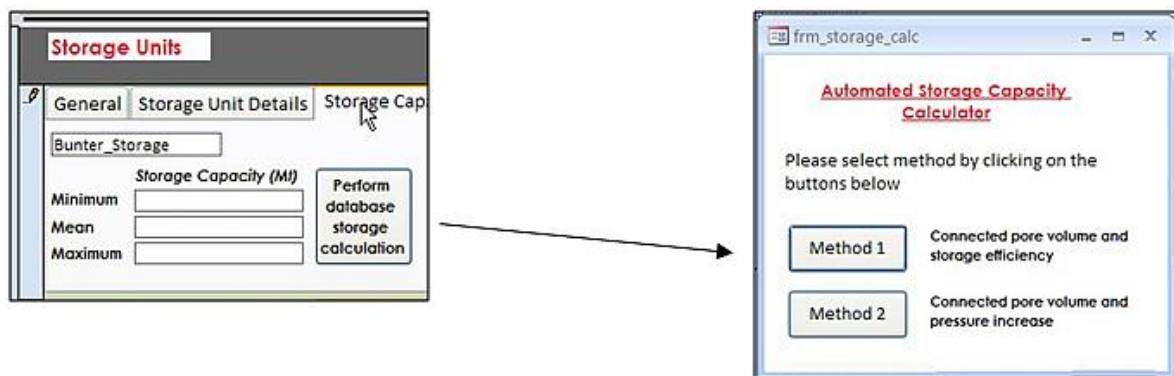 Storage Units
General
Storage Unit Details
Storage Cap
Bunter_Storage
Storage Capacity (Mt)
Minimum
Mean
Maximum
Perform
database
storage
calculation
frm_storage_calc
Automated Storage Capacity
Calculator
Please select method by clicking on the
buttons below
Method 1
Connected pore volume and
storage efficiency
Method 2
Connected pore volume and
pressure increase